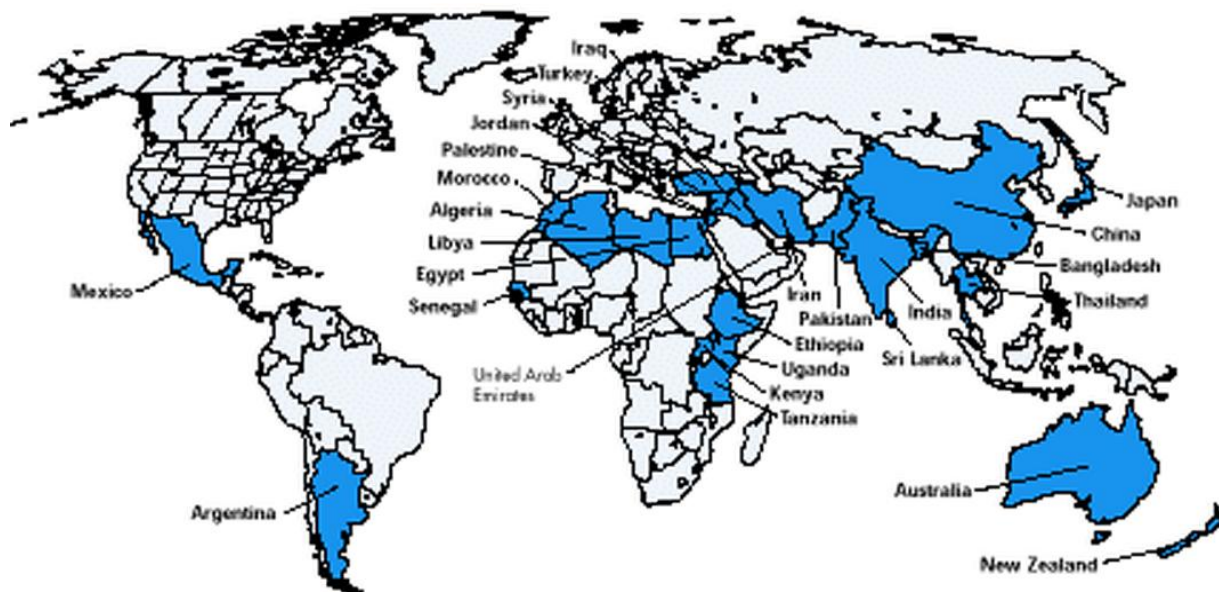 Iraq
Turkey
Syria
Jordan
Palestine
Morocco
Algeria
Libya
Egypt
Senegal
Mexico
United Arab
Emirates
Argentina
Japan
China
Bangladesh
Thailand
Iran
Pakistan
India
Sri Lanka
Ethiopia
Uganda
Kenya
Tanzania
Australia
New Zealand